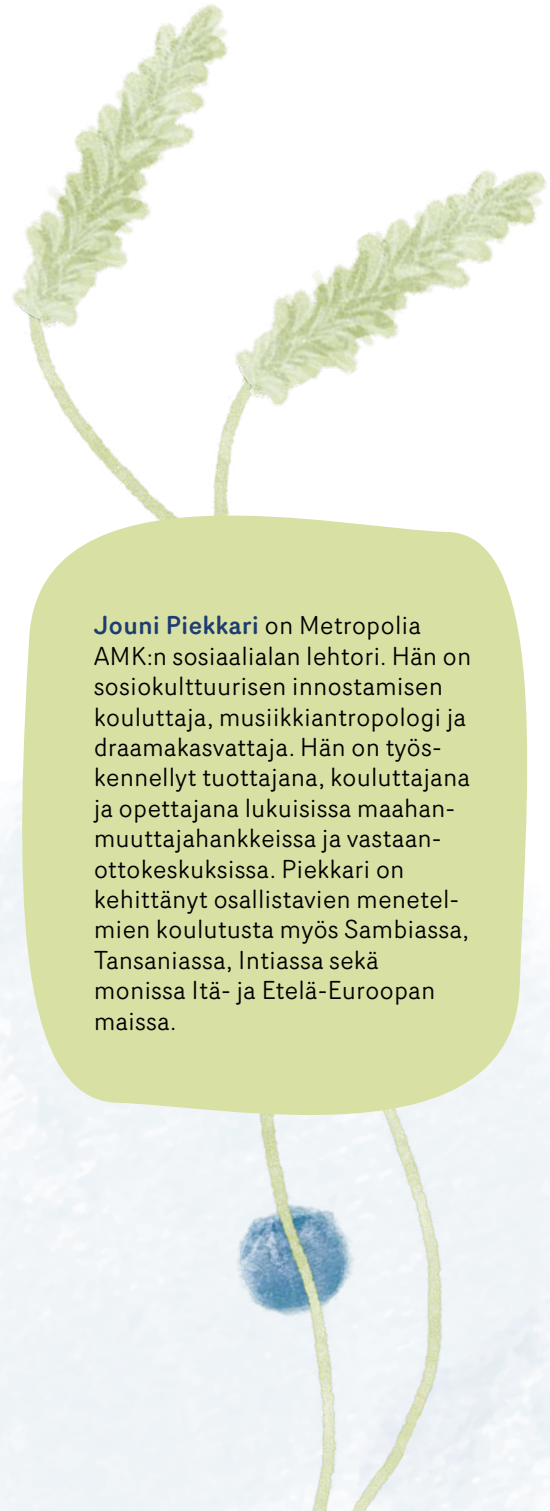 Jouni Piekkari on Metropolia
AMK:n sosiaalialan lehtori. Hän on
sosiokulttuurisen innostamisen
kouluttaja, musiikkiantropologi ja
draamakasvattaja. Hän on työs-
kennellyt tuottajana, kouluttajana
ja opettajana lukuisissa maahan-
muuttajahankkeissa ja vastaan-
ottokeskuksissa. Piekkari on
kehittänyt osallistavien menetel-
mien koulutusta myös Sambiassa,
Tansaniassa, Intiassa sekä
monissa Itä- ja Etelä-Euroopan
maissa.